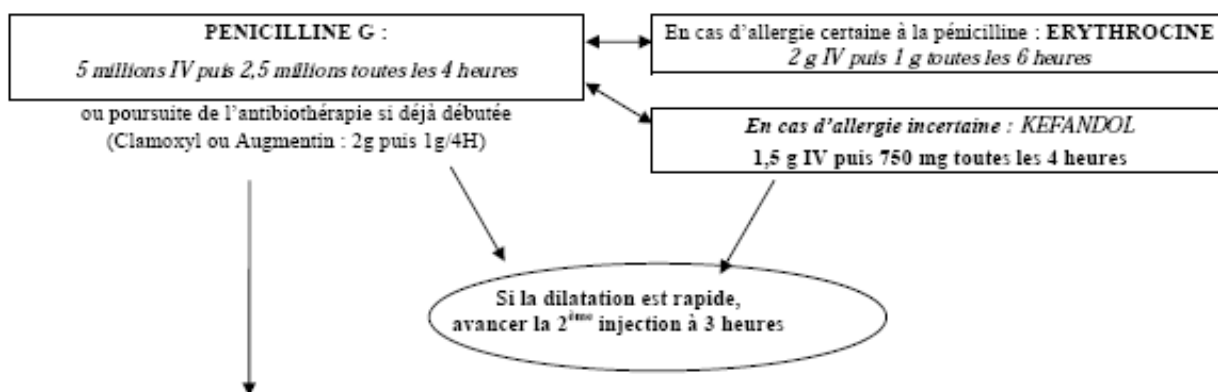 PENICILLINE G :
5 millions IV puis 2,5 millions toutes les 4 heures
ou poursuite de l'antibiothérapie si déjà débutée
(Clamoxyl ou Augmentin : 2g puis 1g/4H)
En cas d'allergie certaine à la pénicilline : ERYTHROCINE
2 g IV puis 1 g toutes les 6 heures
En cas d'allergie incertaine : KEFANDOL
1,5 g IV puis 750 mg toutes les 4 heures
Si la dilatation est rapide,
avancer la 2ème injection à 3 heures